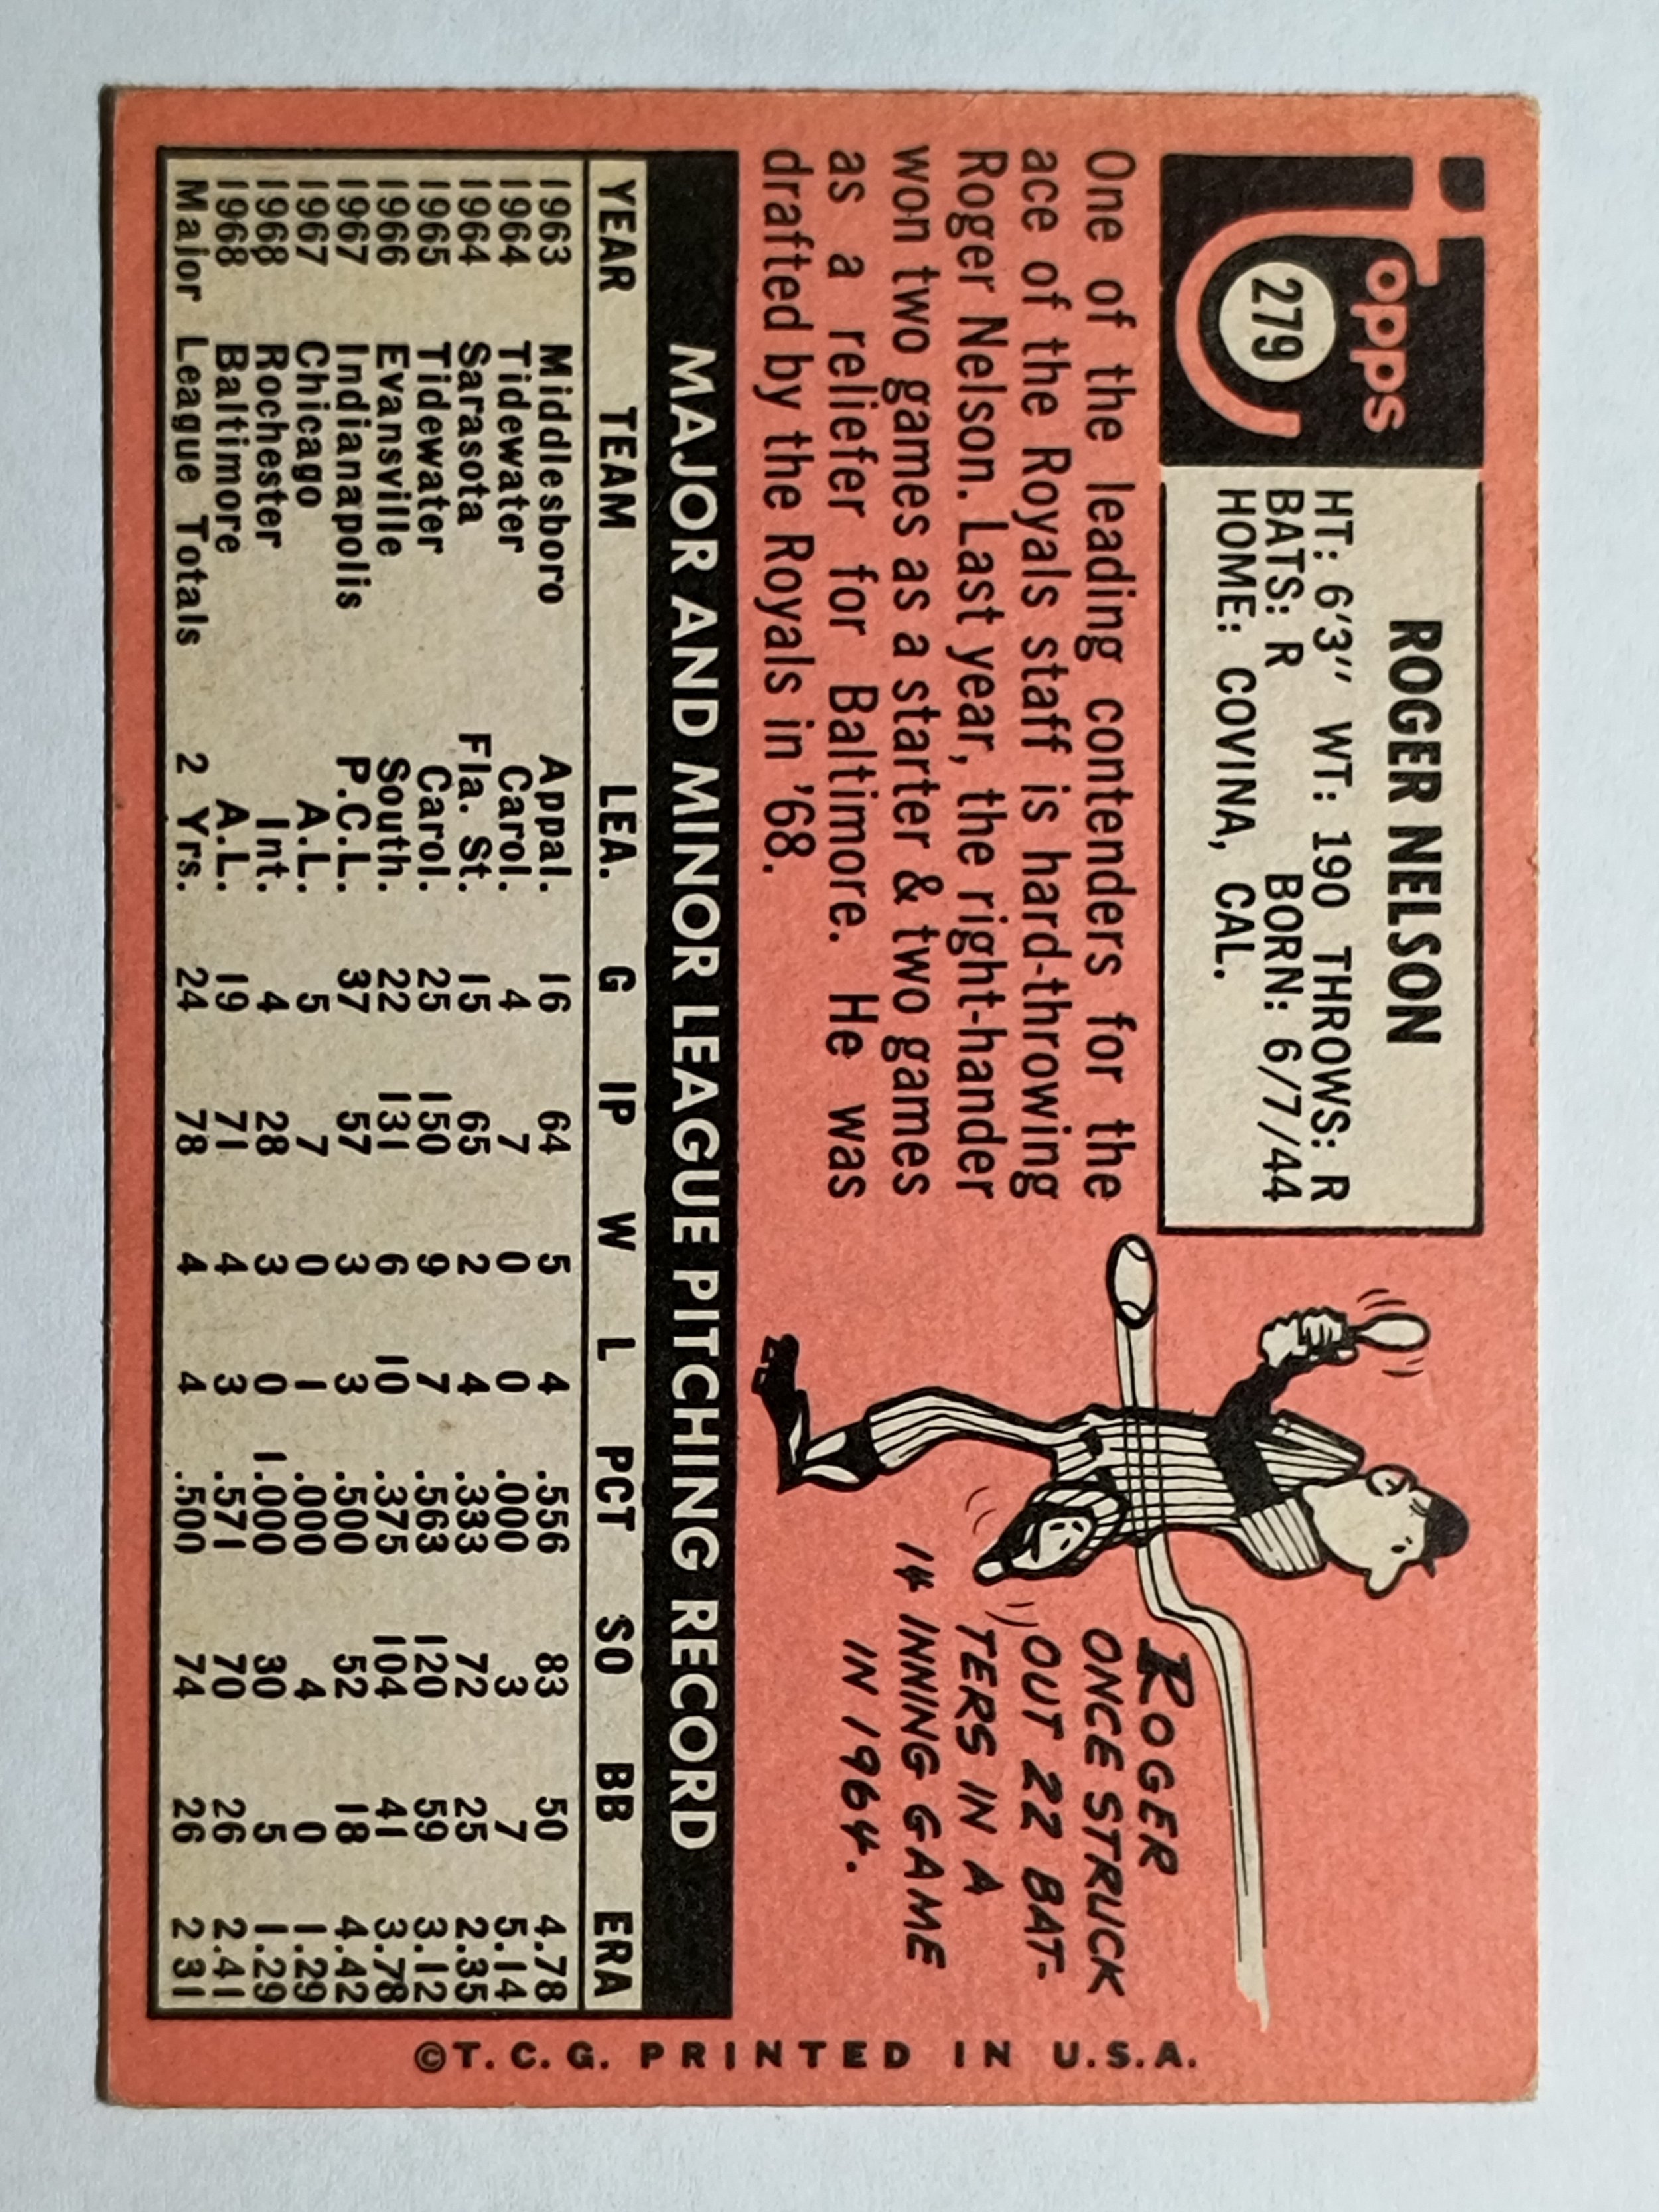 Topps
279
ROGER NELSON
HT: 6'3" WT: 190 THROWS: R
BATS: R BORN: 6/7/44
HOME: COVINA, CAL.
One of the leading contenders for the
ace of the Royals staff is hard-throwing
Roger Nelson. Last year, the right-hander
won two games as a starter & two games
as a reliefer for Baltimore. He was
drafted by the Royals in '68.
ROGER
ONCE STRUCK
OUT 22 BAT-
TERS IN A
14 INNING GAME
IN 1964.
MAJOR AND MINOR LEAGUE PITCHING RECORD
YEAR TEAM LEA. G IP W L PCT SO BB ERA
1963 Middlesboro Appal. 16 64 5 4 .556 83 50 4.78
1964 Tidewater Carol. 4 7 0 0 .000 3 7 5.14
1964 Sarasota Fla. St. 15 65 2 4 .333 72 25 2.35
1965 Tidewater Carol. 25 150 9 7 .563 120 59 3.12
1966 Evansville South. 22 131 6 10 .375 104 41 3.78
1967 Indianapolis P.C.L. 37 57 3 3 .500 52 18 4.42
1967 Chicago A.L. 5 7 0 1 .000 4 0 1.29
1968 Rochester Int. 4 28 3 0 1.000 30 5 1.29
1968 Baltimore A.L. 19 71 4 3 .571 70 26 2.41
Major League Totals 2 Yrs. 24 78 4 4 .500 74 26 2 31
©T.C.G. PRINTED IN U.S.A.